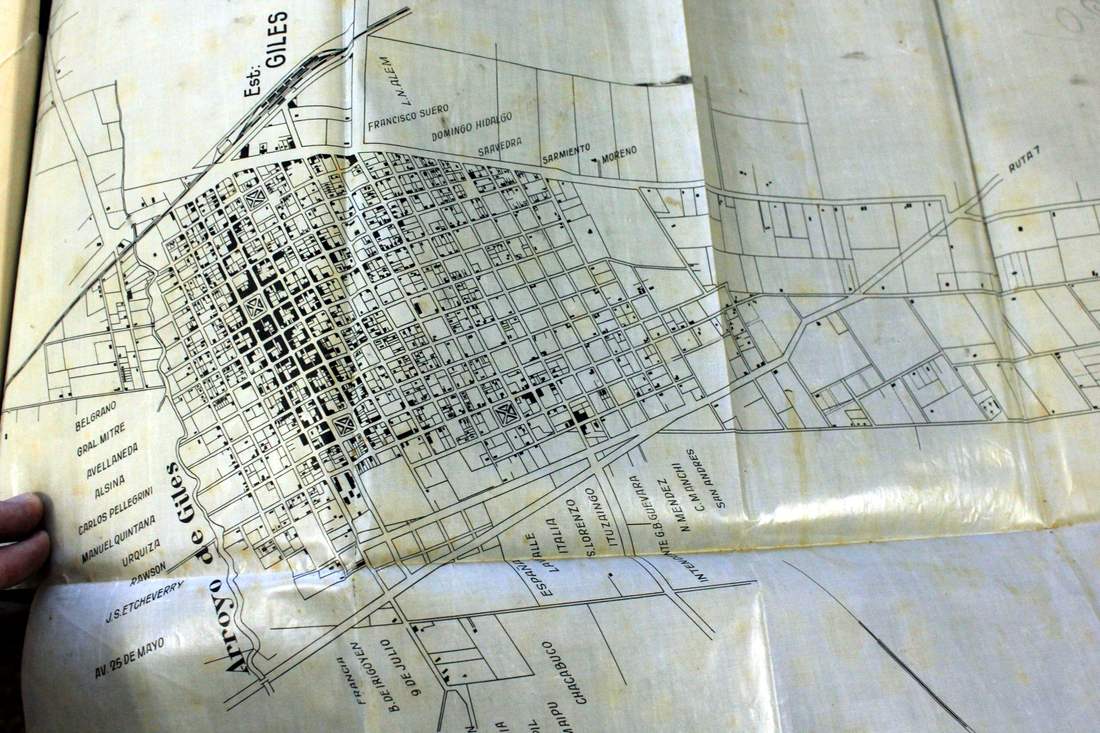 Est:
GILES
L.N. ALEM
FRANCISCO SUERO
DOMINGO HIDALGO
SAAVEDRA
SARMIENTO
MORENO
RUTA 7
BELGRANO
GRAL. MITRE
AVELLANEDA
ALSINA
CARLOS PELLEGRINI
MANUEL QUINTANA
URQUIZA
RAWSON
J.S. ETCHEVERRY
AV. 25 DE MAYO
Arroyo de Giles
FRANCIA
B. DE IRIGOYEN
9 DE JULIO
MAIPU
CHACABUCO
ESPAÑA
LAVALLE
ITALIA
S. LORENZO
ITUZAINGO
INTENDENTE G.B. GUEVARA
N. MENDEZ
C. MANCHI
SAN ANDRES